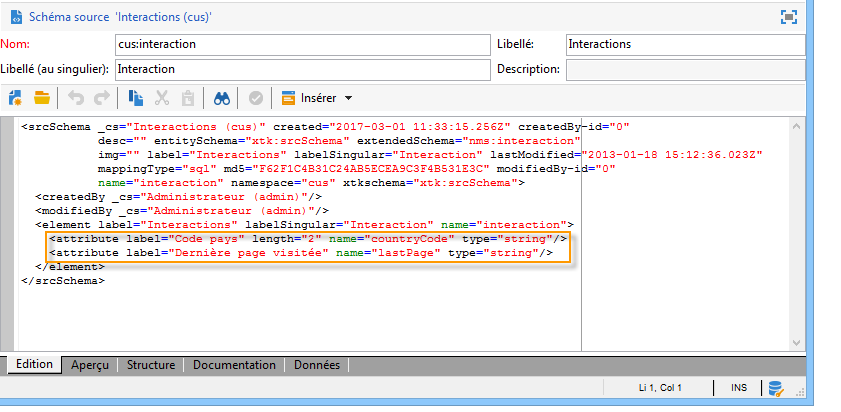 Schéma source 'Interactions (cus)'
Nom: cus:interaction Libellé: Interactions
Libellé (au singulier): Interaction Description:
Insérer
<srcSchema _cs="Interactions (cus)" created="2017-03-01 11:33:15.256Z" createdBy-id="0"
desc="" entitySchema="xtk:srcSchema" extendedSchema="nms:interaction"
img="" label="Interactions" labelSingular="Interaction" lastModified="2013-01-18 15:12:36.023Z"
mappingType="sql" md5="F62F1C4B31C24AB5ECEA9C3F4B531E3C" modifiedBy-id="0"
name="interaction" namespace="cus" xtkschema="xtk:srcSchema">
<createdBy _cs="Administrateur (admin)"/>
<modifiedBy _cs="Administrateur (admin)"/>
<element label="Interactions" labelSingular="Interaction" name="interaction">
<attribute label="Code pays" length="2" name="countryCode" type="string"/>
<attribute label="Dernière page visitée" name="lastPage" type="string"/>
</element>
</srcSchema>
Edition Aperçu Structure Documentation Données
Li 1, Col 1 INS